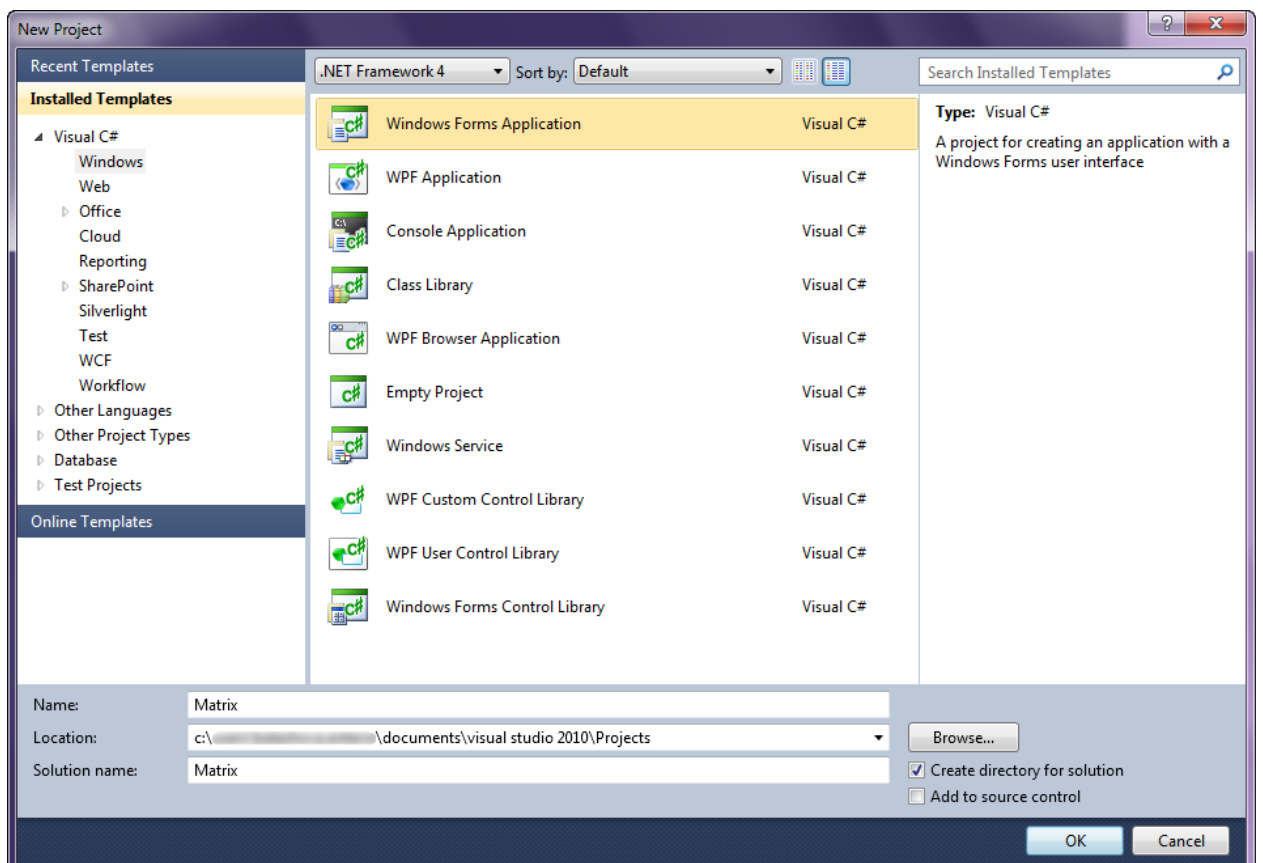 New Project
Recent Templates
Installed Templates
Visual C#
Windows
Web
Office
Cloud
Reporting
SharePoint
Silverlight
Test
WCF
Workflow
Other Languages
Other Project Types
Database
Test Projects
Online Templates
.NET Framework 4 Sort by: Default
Windows Forms Application Visual C#
WPF Application Visual C#
Console Application Visual C#
Class Library Visual C#
WPF Browser Application Visual C#
Empty Project Visual C#
Windows Service Visual C#
WPF Custom Control Library Visual C#
WPF User Control Library Visual C#
Windows Forms Control Library Visual C#
Search Installed Templates
Type: Visual C#
A project for creating an application with a
Windows Forms user interface
Name: Matrix
Location: c:\ \documents\visual studio 2010\Projects
Browse...
Solution name: Matrix
Create directory for solution
Add to source control
OK Cancel